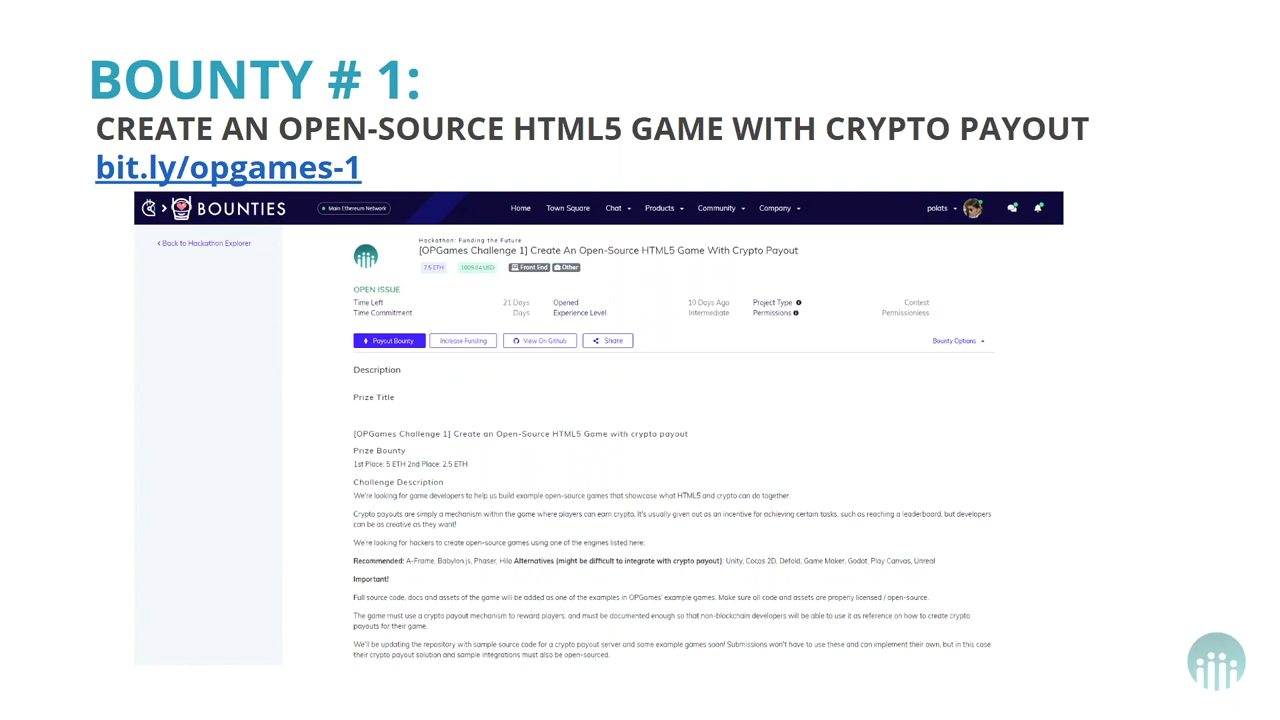 BOUNTY # 1:
CREATE AN OPEN-SOURCE HTML5 GAME WITH CRYPTO PAYOUT
bit.ly/opgames-1
BOUNTIES Main Ethereum Network Home Town Square Chat Products Community Company polats
Back to Hackathon Explorer
Hackathon: Funding the Future
[OPGames Challenge 1] Create An Open-Source HTML5 Game With Crypto Payout
7.5 ETH 1009.04 USD Front End Other
OPEN ISSUE
Time Left 21 Days Opened 10 Days Ago Project Type Contest
Time Commitment Days Experience Level Intermediate Permissions Permissionless
Payout Bounty Increase Funding View On Github Share Bounty Options
Description
Prize Title
[OPGames Challenge 1] Create an Open-Source HTML5 Game with crypto payout
Prize Bounty
1st Place: 5 ETH 2nd Place: 2.5 ETH
Challenge Description
We're looking for game developers to help us build example open-source games that showcase what HTML5 and crypto can do together.
Crypto payouts are simply a mechanism within the game where players can earn crypto. It's usually given out as an incentive for achieving certain tasks, such as reaching a leaderboard, but developers
can be as creative as they want!
We're looking for hackers to create open-source games using one of the engines listed here:
Recommended: A-Frame, Babylon.js, Phaser, Hilo Alternatives (might be difficult to integrate with crypto payout): Unity, Cocos 2D, Defold, Game Maker, Godot, Play Canvas, Unreal
Important!
Full source code, docs and assets of the game will be added as one of the examples in OPGames' example games. Make sure all code and assets are properly licensed / open-source.
The game must use a crypto payout mechanism to reward players, and must be documented enough so that non-blockchain developers will be able to use it as reference on how to create crypto
payouts for their game.
We'll be updating the repository with sample source code for a crypto payout server and some example games soon! Submissions won't have to use these and can implement their own, but in this case
their crypto payout solution and sample integrations must also be open-sourced.